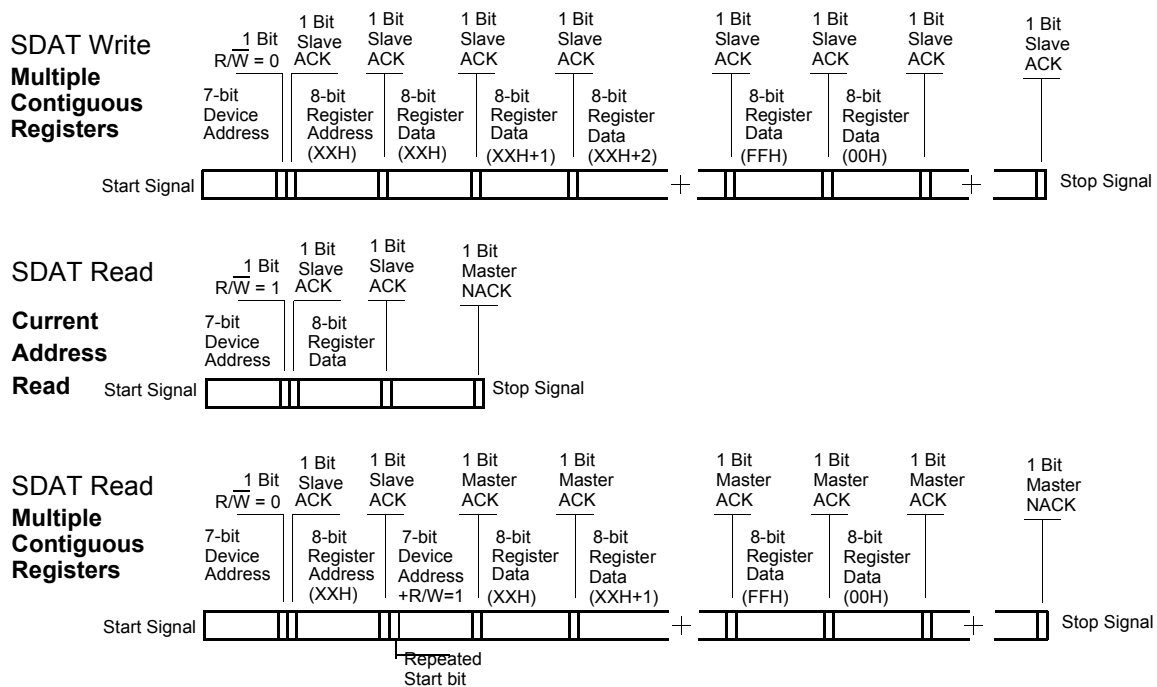 SDAT Write
Multiple
Contiguous
Registers
1 Bit
R/W = 0
1 Bit
Slave
ACK
1 Bit
Slave
ACK
1 Bit
Slave
ACK
1 Bit
Slave
ACK
1 Bit
Slave
ACK
1 Bit
Slave
ACK
1 Bit
Slave
ACK
1 Bit
Slave
ACK
7-bit
Device
Address
8-bit
Register
Address
(XXH)
8-bit
Register
Data
(XXH)
8-bit
Register
Data
(XXH+1)
8-bit
Register
Data
(XXH+2)
8-bit
Register
Data
(FFH)
8-bit
Register
Data
(00H)
Start Signal
Stop Signal
SDAT Read
Current
Address
Read
1 Bit
R/W = 1
1 Bit
Slave
ACK
1 Bit
Slave
ACK
1 Bit
Master
NACK
7-bit
Device
Address
8-bit
Register
Data
Start Signal
Stop Signal
SDAT Read
Multiple
Contiguous
Registers
1 Bit
R/W = 0
1 Bit
Slave
ACK
1 Bit
Slave
ACK
1 Bit
Master
ACK
1 Bit
Master
ACK
1 Bit
Master
ACK
1 Bit
Master
ACK
1 Bit
Master
ACK
1 Bit
Master
NACK
7-bit
Device
Address
8-bit
Register
Address
(XXH)
7-bit
Device
Address
+R/W=1
8-bit
Register
Data
(XXH)
8-bit
Register
Data
(XXH+1)
8-bit
Register
Data
(FFH)
8-bit
Register
Data
(00H)
Start Signal
Stop Signal
Repeated
Start bit